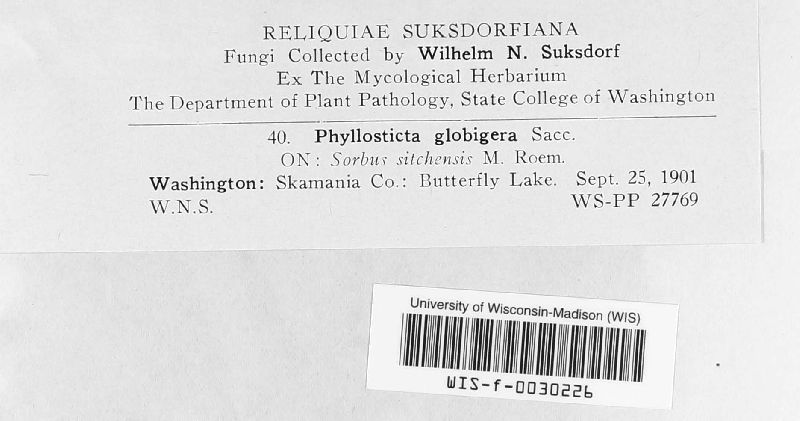 RELIQUIAE SUKSDORFIANA
Fungi Collected by Wilhelm N. Suksdorf
Ex The Mycological Herbarium
The Department of Plant Pathology, State College of Washington
40. Phyllosticta globigera Sacc.
ON: Sorbus sitchensis M. Roem.
Washington: Skamania Co.: Butterfly Lake. Sept. 25, 1901
W.N.S. WS-PP 27769
University of Wisconsin-Madison (WIS)
WIS-f-0030226